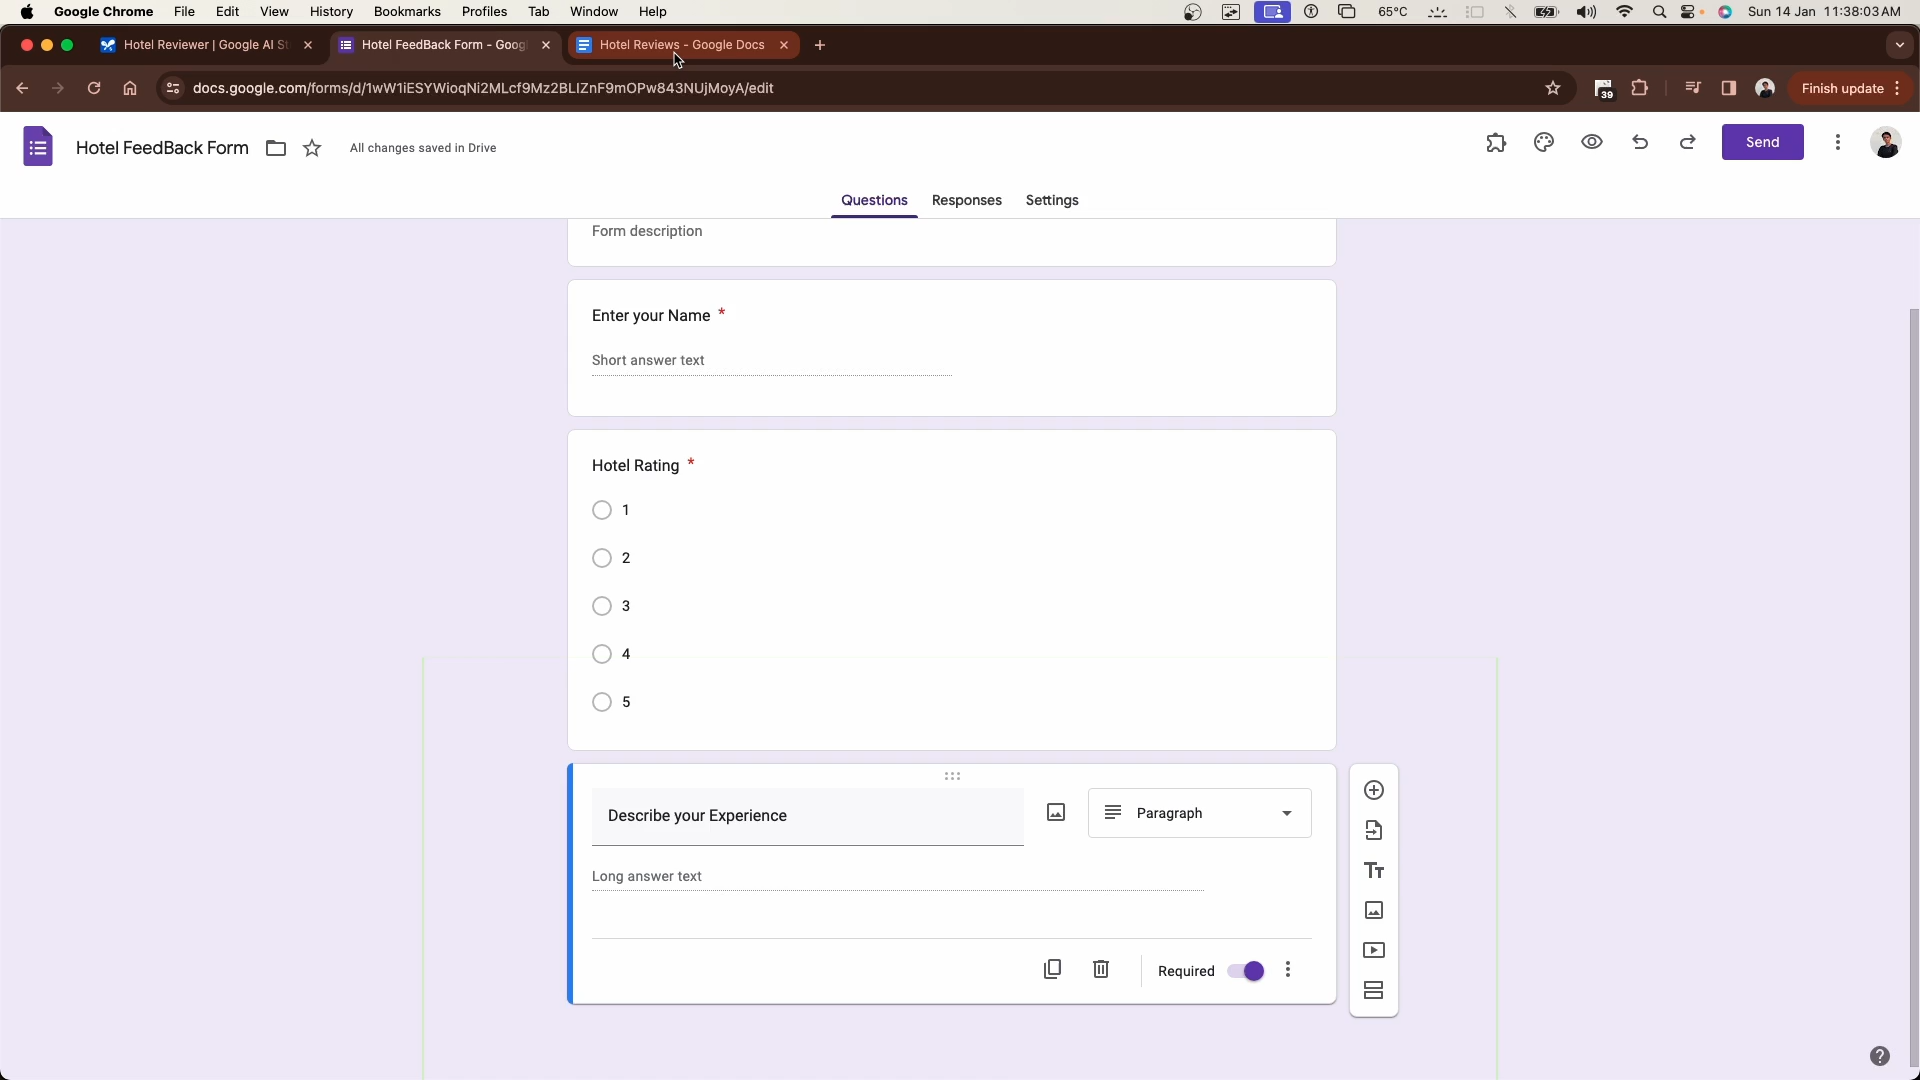 Google Chrome File Edit View History Bookmarks Profiles Tab Window Help 65°C Sun 14 Jan 11:38:03 AM
Hotel Reviewer | Google AI St Hotel FeedBack Form - Goog Hotel Reviews - Google Docs
docs.google.com/forms/d/1wW1iESYWioqNi2MLcf9Mz2BLIZnF9mOPw843NUjMoyA/edit 39 Finish update
Hotel FeedBack Form All changes saved in Drive Send
Questions Responses Settings
Form description
Enter your Name *
Short answer text
Hotel Rating *
1
2
3
4
5
Describe your Experience Paragraph
Long answer text
Required